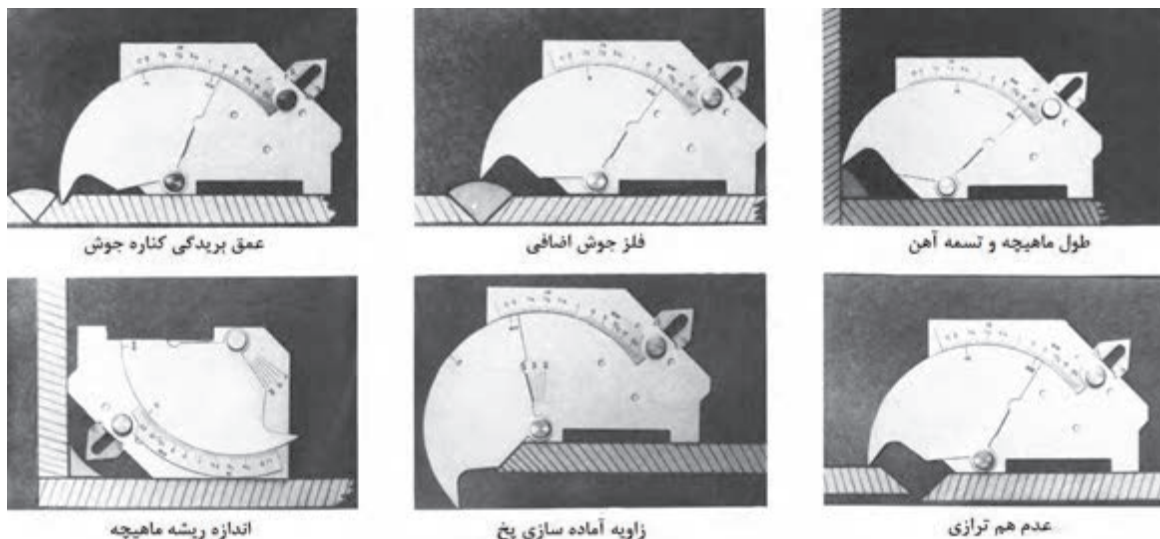 طول ماهیچه و تسمه آهن
فلز جوش اضافی
عمق بریدگی کناره جوش
عدم هم ترازی
زاویه آماده سازی پخ
اندازه ریشه ماهیچه